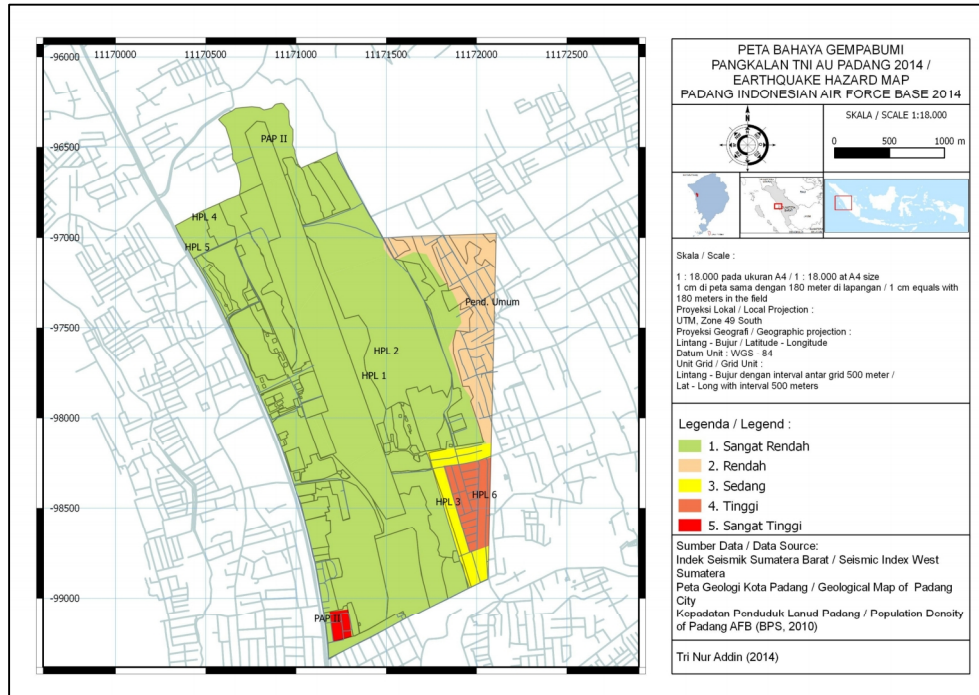 11170000 11170500 11171000 11171500 11172000 11172500
-96000
-96500
-97000
-97500
-98000
-98500
-99000
PAP II
HPL 4
HPL 5
Pend. Umum
HPL 2
HPL 1
HPL 3
HPL 6
PAP II
PETA BAHAYA GEMPABUMI
PANGKALAN TNI AU PADANG 2014 /
EARTHQUAKE HAZARD MAP
PADANG INDONESIAN AIR FORCE BASE 2014
N
SKALA / SCALE 1:18.000
0 500 1000 m
Skala / Scale :
1 : 18.000 pada ukuran A4 / 1 : 18.000 at A4 size
1 cm di peta sama dengan 180 meter di lapangan / 1 cm equals with
180 meters in the field
Proyeksi Lokal / Local Projection :
UTM, Zone 49 South
Proyeksi Geografi / Geographic projection :
Lintang - Bujur / Latitude - Longitude
Datum Unit : WGS - 84
Unit Grid / Grid Unit :
Lintang - Bujur dengan interval antar grid 500 meter /
Lat - Long with interval 500 meters
Legenda / Legend :
1. Sangat Rendah
2. Rendah
3. Sedang
4. Tinggi
5. Sangat Tinggi
Sumber Data / Data Source:
Indek Seismik Sumatera Barat / Seismic Index West
Sumatera
Peta Geologi Kota Padang / Geological Map of Padang
City
Kepadatan Penduduk Lanud Padang / Population Density
of Padang AFB (BPS, 2010)
Tri Nur Addin (2014)